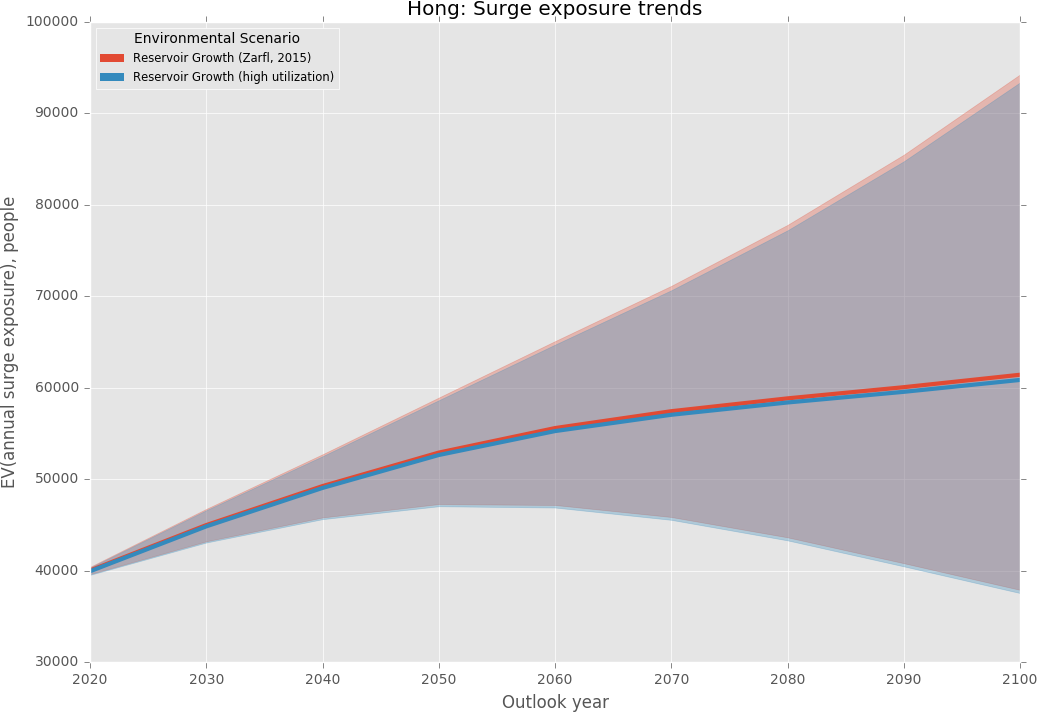 Hong: Surge exposure trends
Environmental Scenario
Reservoir Growth (Zarfl, 2015)
Reservoir Growth (high utilization)
EV(annual surge exposure), people
100000
90000
80000
70000
60000
50000
40000
30000
2020 2030 2040 2050 2060 2070 2080 2090 2100
Outlook year